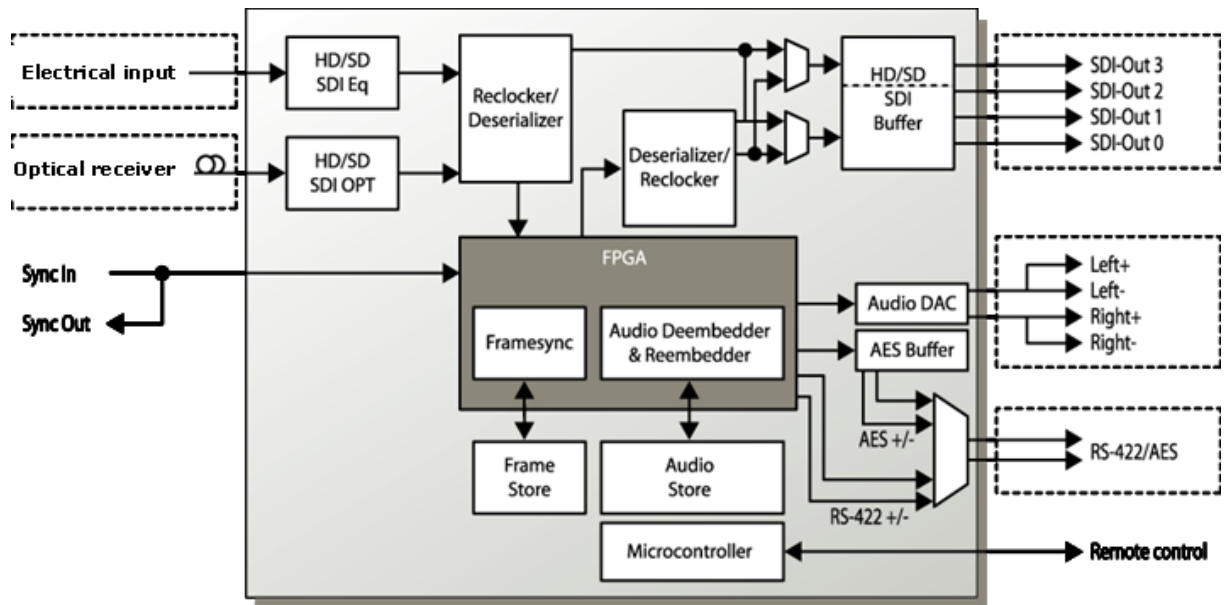 Electrical input
HD/SD
SDI Eq
Reclocker/
Deserializer
HD/SD
SDI
Buffer
SDI-Out 3
SDI-Out 2
SDI-Out 1
SDI-Out 0
Optical receiver
HD/SD
SDI OPT
Deserializer/
Reclocker
Sync In
Sync Out
FPGA
Framesync
Audio Deembedder
& Reembedder
Audio DAC
AES Buffer
Left+
Left-
Right+
Right-
AES +/-
RS-422 +/-
RS-422/AES
Frame
Store
Audio
Store
Microcontroller
Remote control